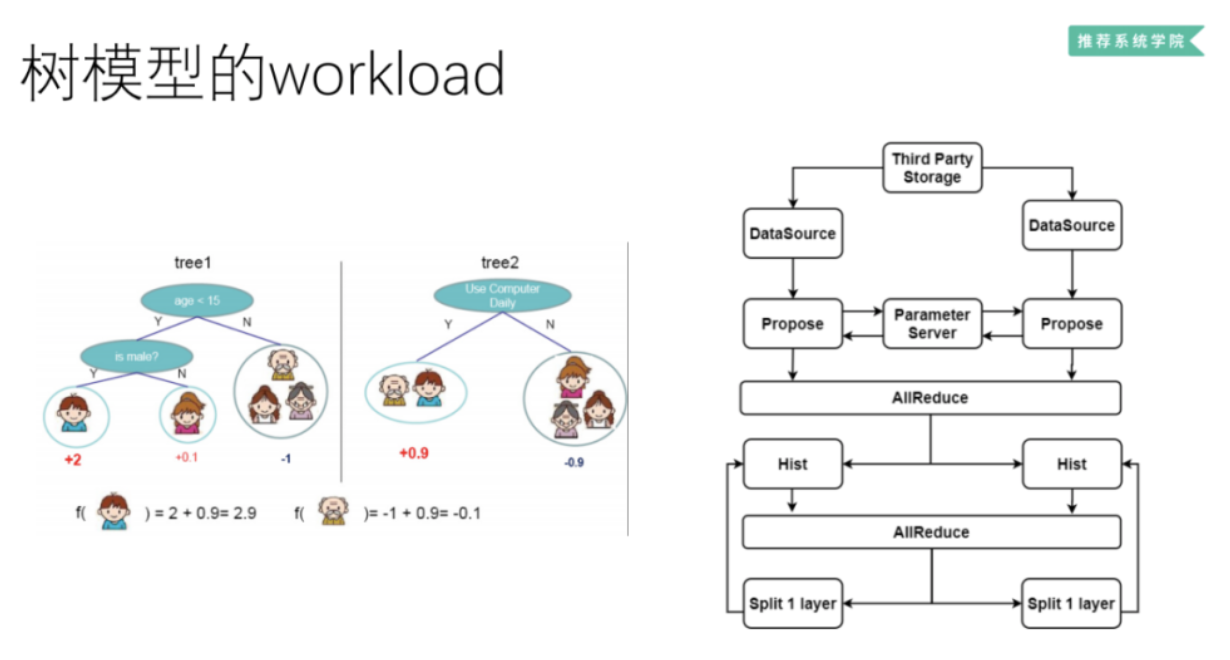 树模型的workload
推荐系统学院
tree1
age < 15
Y
N
is male?
Y
N
+2
+0.1
-1
tree2
Use Computer
Daily
Y
N
+0.9
-0.9
f( ) = 2 + 0.9= 2.9
f( )= -1 + 0.9= -0.1
Third Party
Storage
DataSource
DataSource
Propose
Parameter
Server
Propose
AllReduce
Hist
Hist
AllReduce
Split 1 layer
Split 1 layer